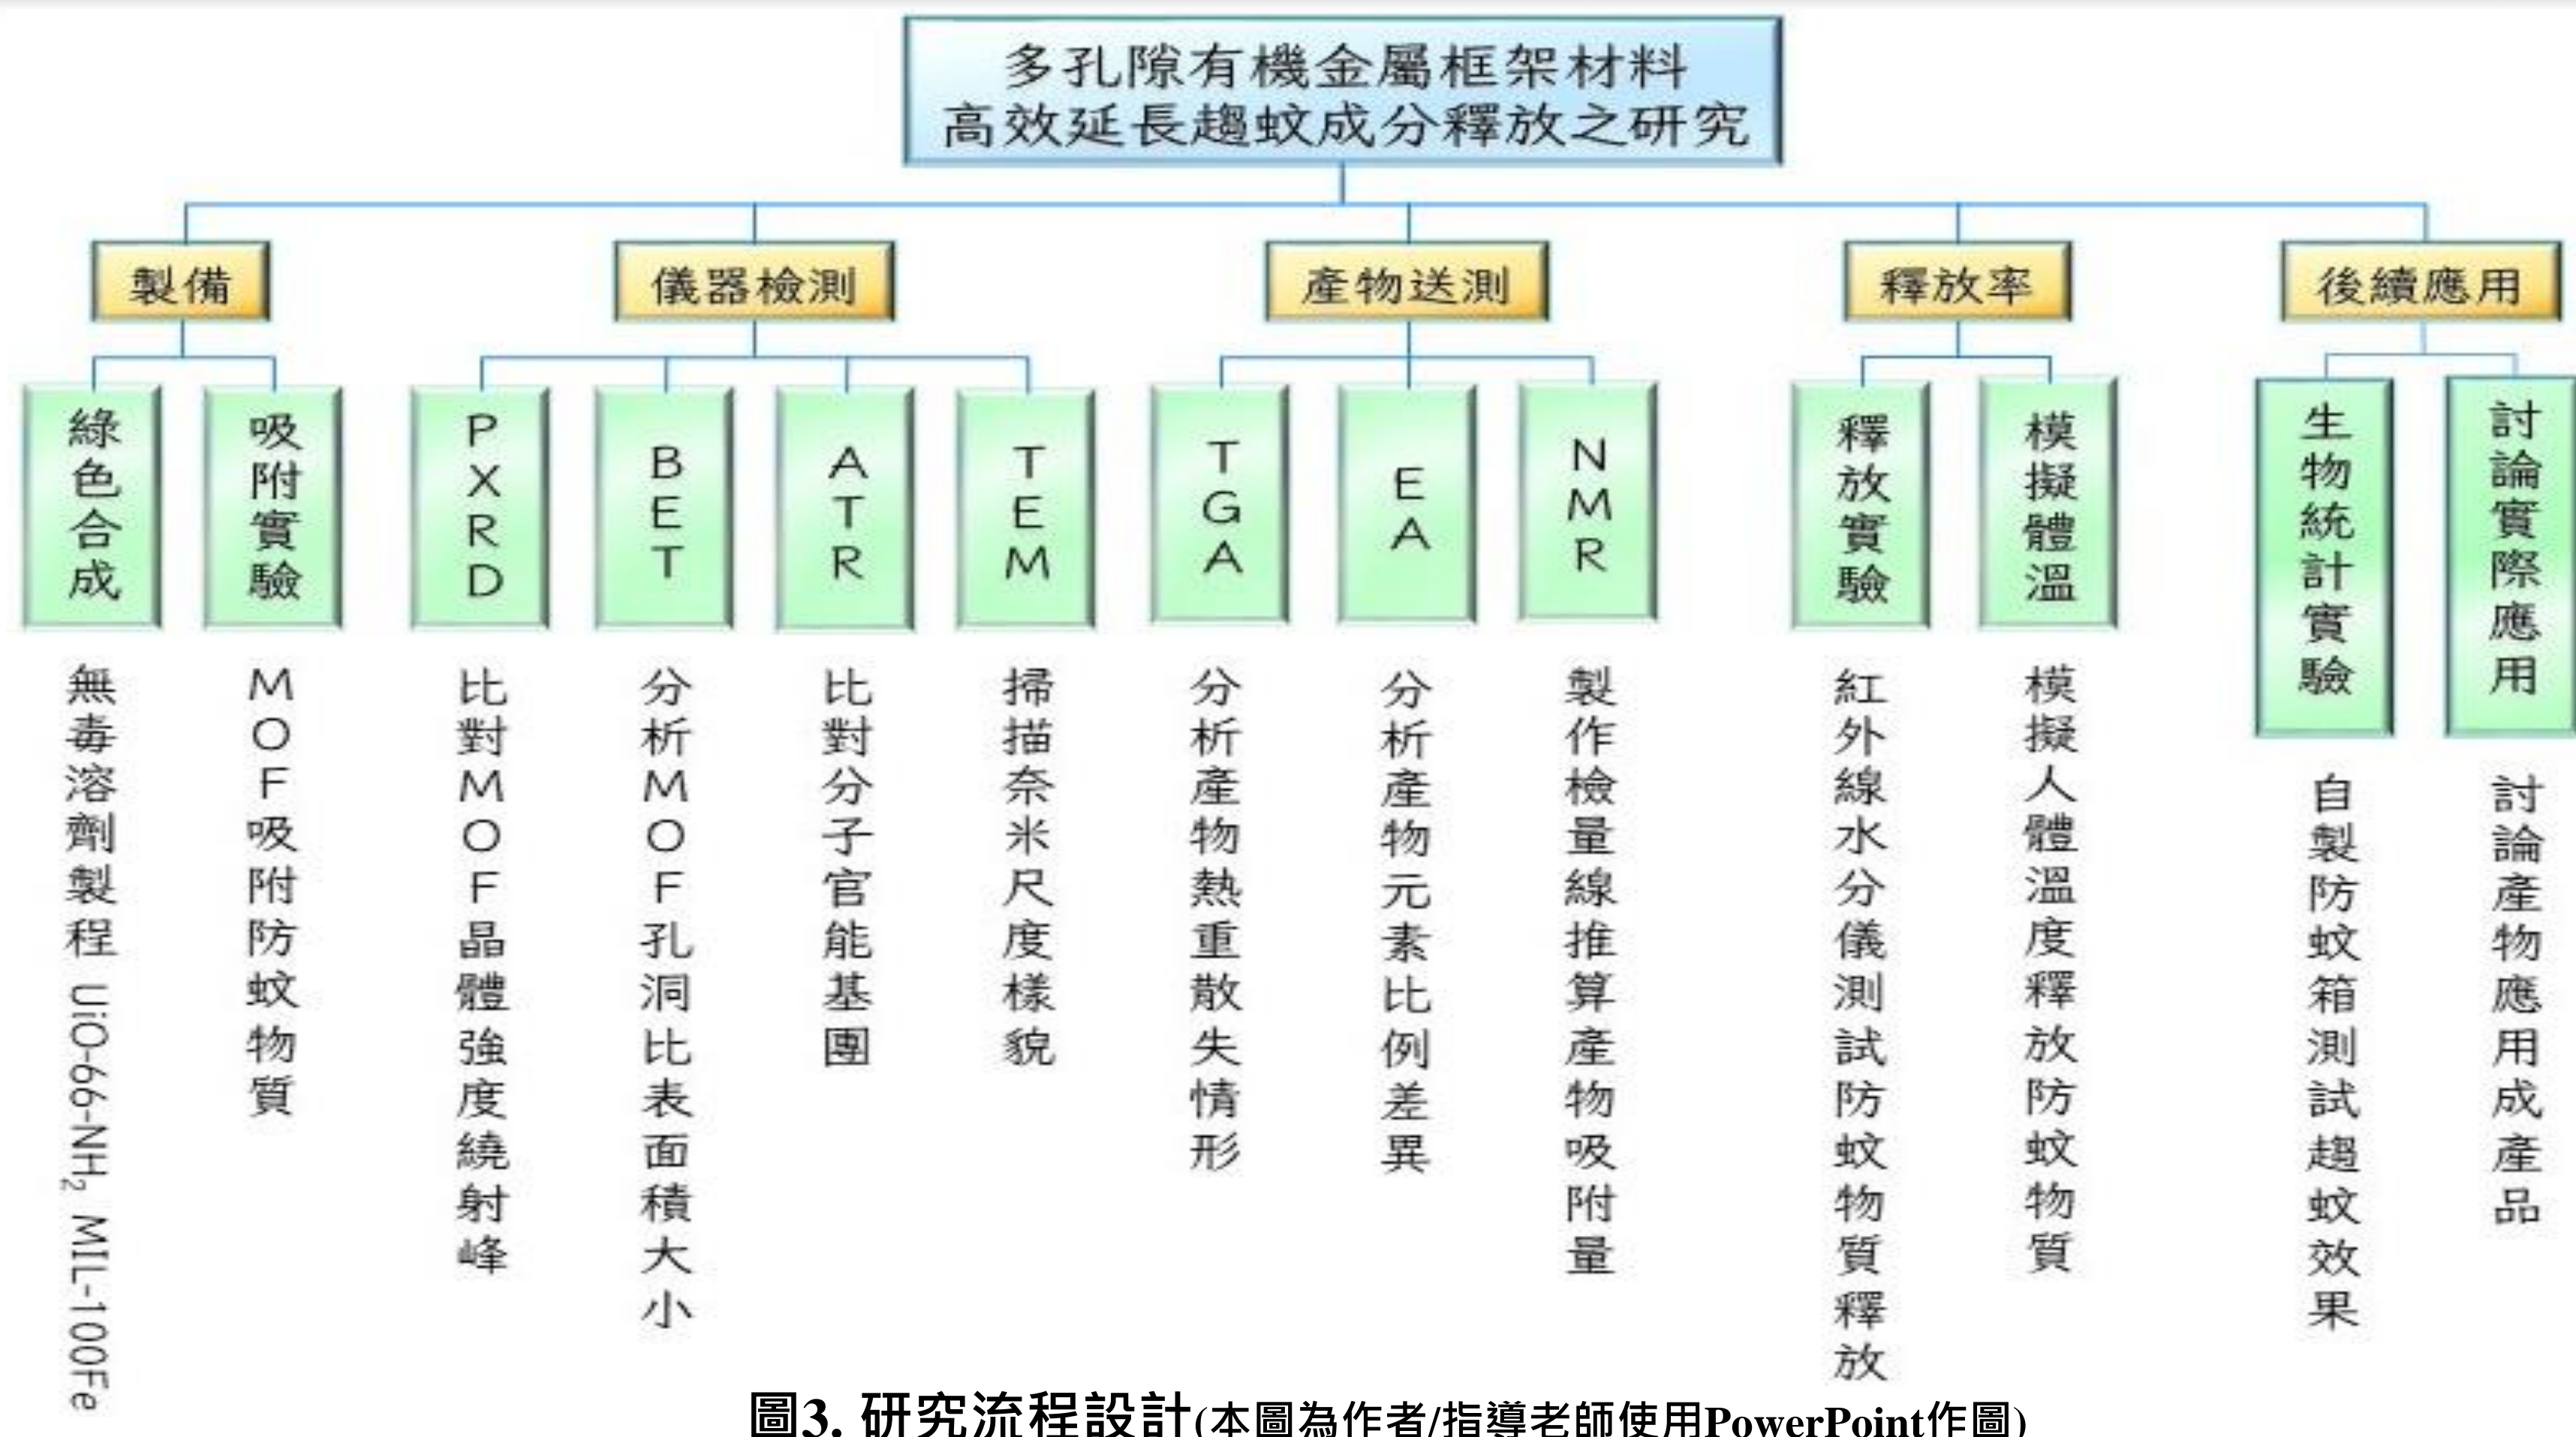 多孔隙有機金屬框架材料
高效延長趨蚊成分釋放之研究
製備
儀器檢測
產物送測
釋放率
後續應用
綠色合成
吸附實驗
PXRD
BET
ATR
TEM
TGA
EA
NMR
釋放實驗
模擬體溫
生物統計實驗
討論實際應用
無毒溶劑製程 UiO-66-NH₂ MIL-100Fe
MOF吸附防蚊物質
比對MOF晶體強度繞射峰
分析MOF孔洞比表面積大小
比對分子官能基團
掃描奈米尺度樣貌
分析產物熱重散失情形
分析產物元素比例差異
製作檢量線推算產物吸附量
紅外線水分儀測試防蚊物質釋放
模擬人體溫度釋放防蚊物質
自製防蚊箱測試趨蚊效果
討論產物應用成產品
圖3. 研究流程設計(本圖為作者/指導老師使用PowerPoint作圖)